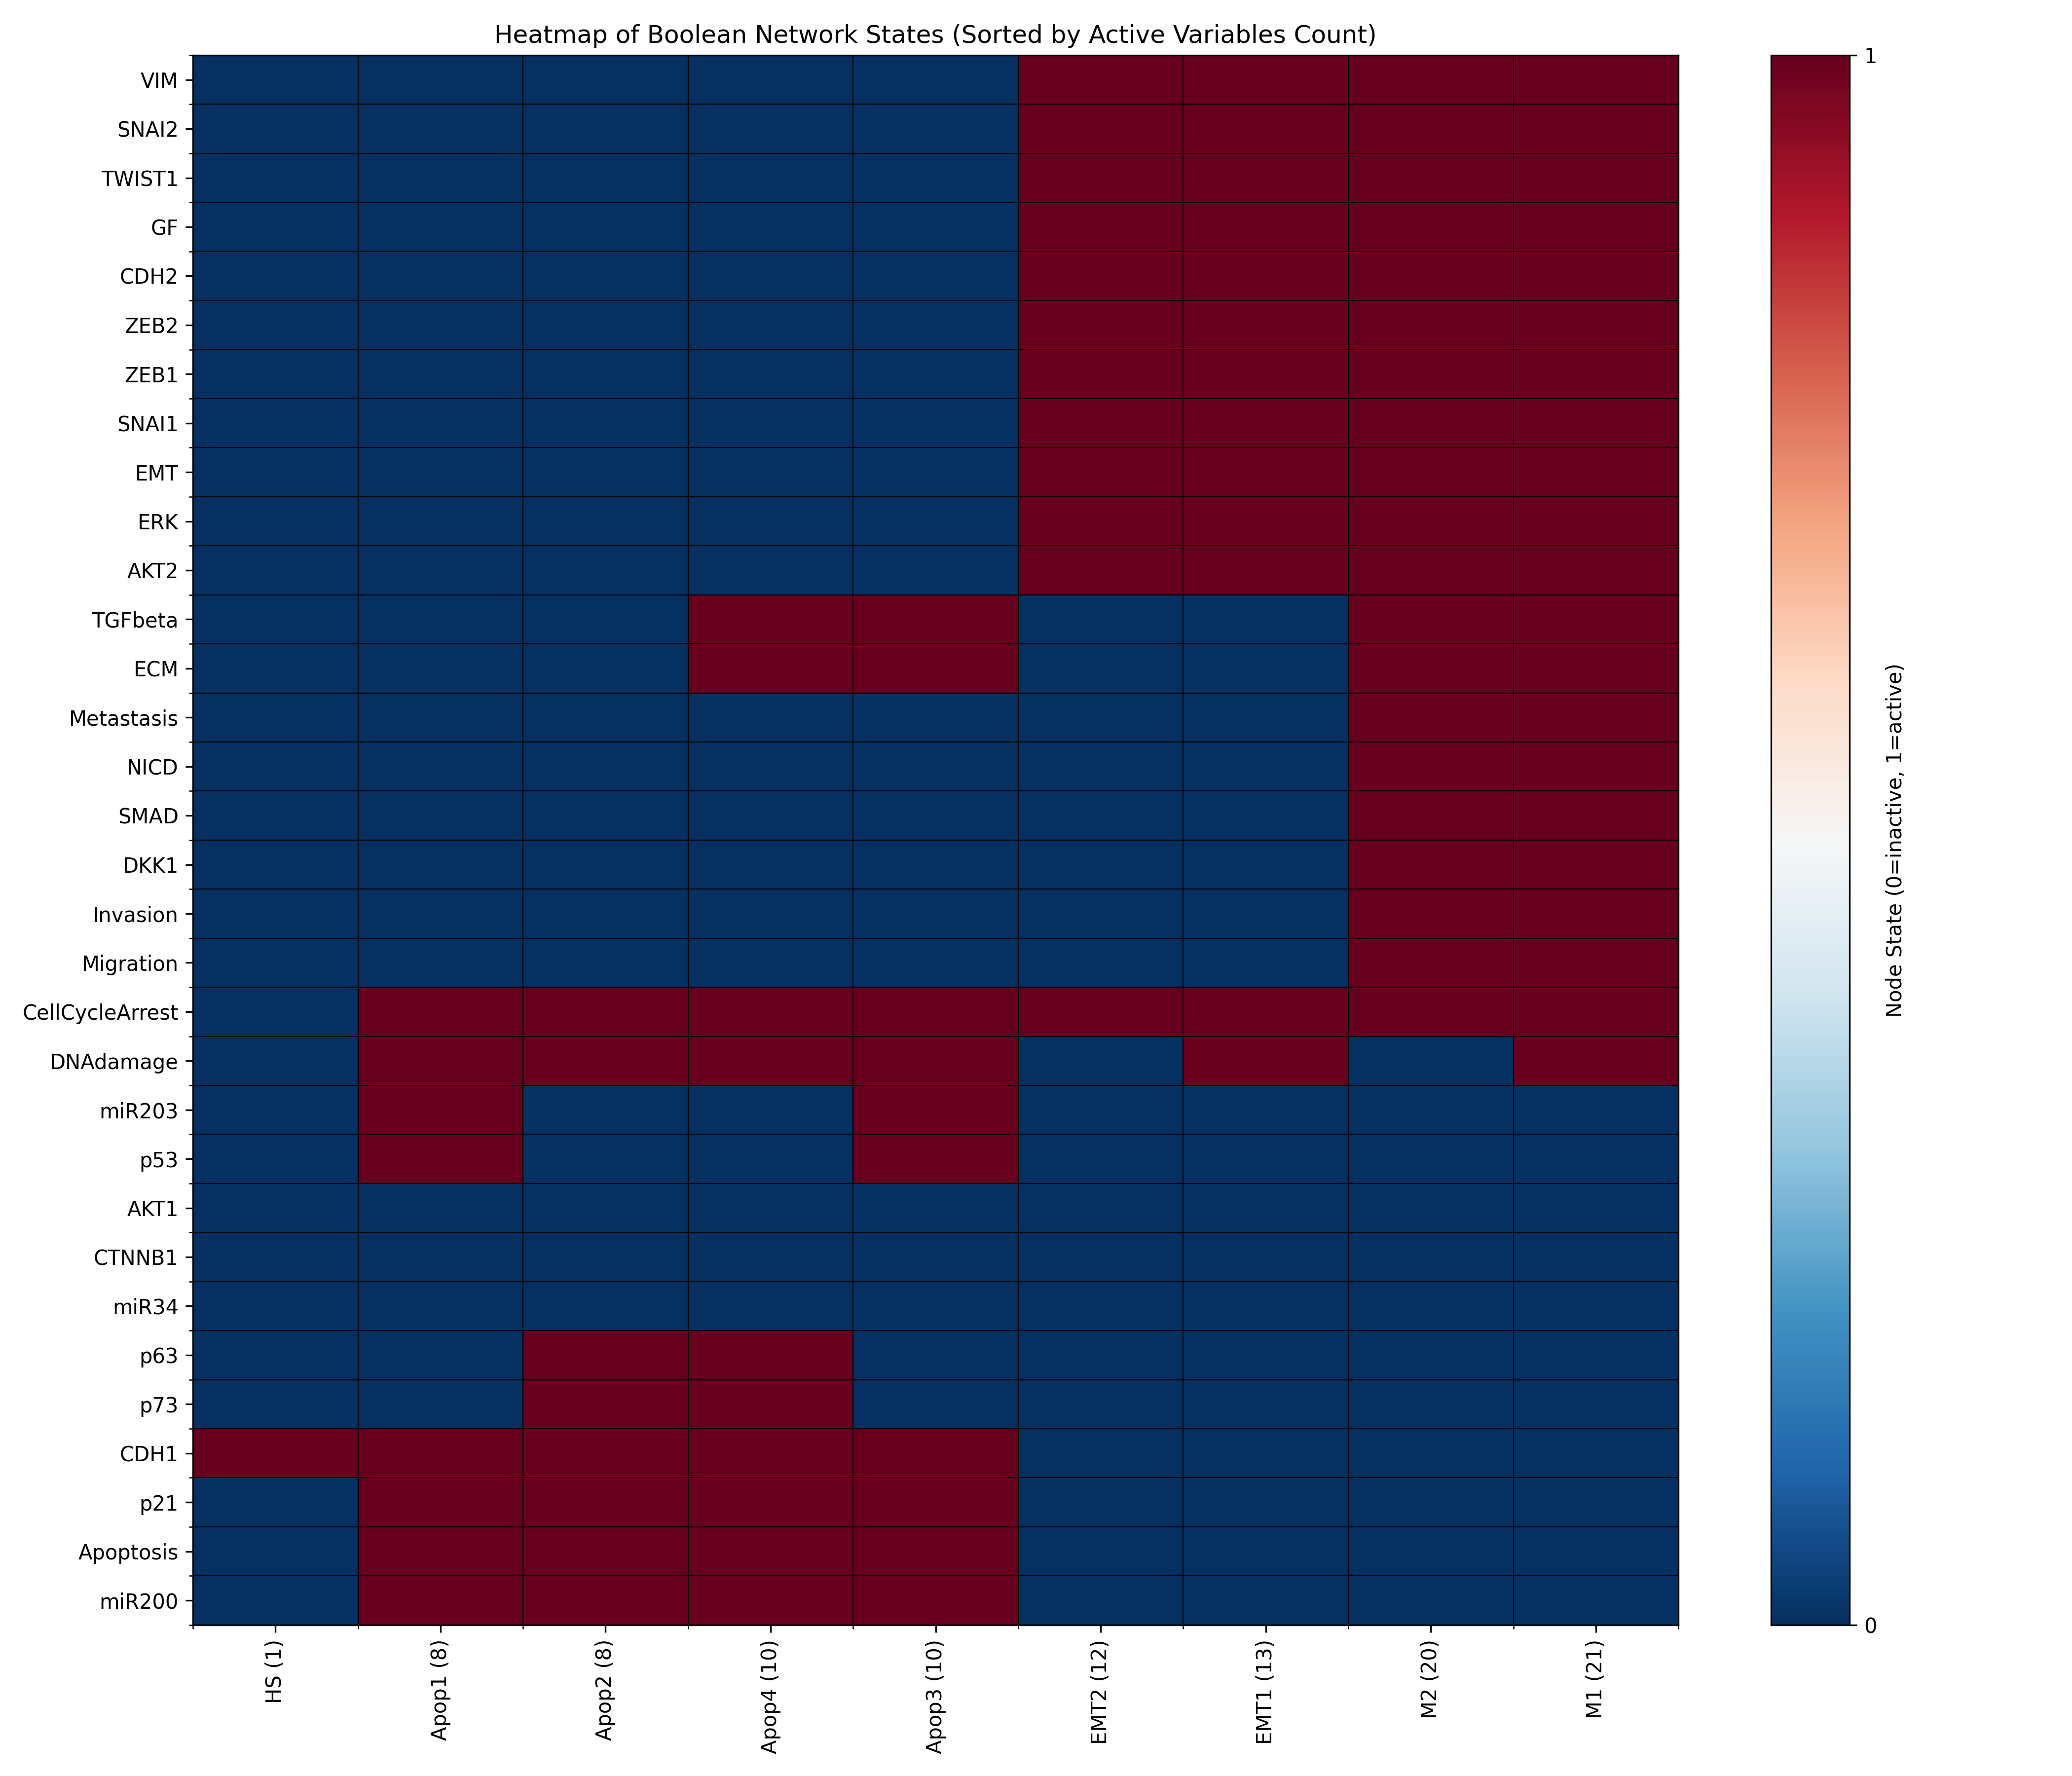 Heatmap of Boolean Network States (Sorted by Active Variables Count)
VIM
SNAI2
TWIST1
GF
CDH2
ZEB2
ZEB1
SNAI1
EMT
ERK
AKT2
TGFbeta
ECM
Metastasis
NICD
SMAD
DKK1
Invasion
Migration
CellCycleArrest
DNAdamage
miR203
p53
AKT1
CTNNB1
miR34
p63
p73
CDH1
p21
Apoptosis
miR200
HS (1)
Apop1 (8)
Apop2 (8)
Apop4 (10)
Apop3 (10)
EMT2 (12)
EMT1 (13)
M2 (20)
M1 (21)
1
0
Node State (0=inactive, 1=active)